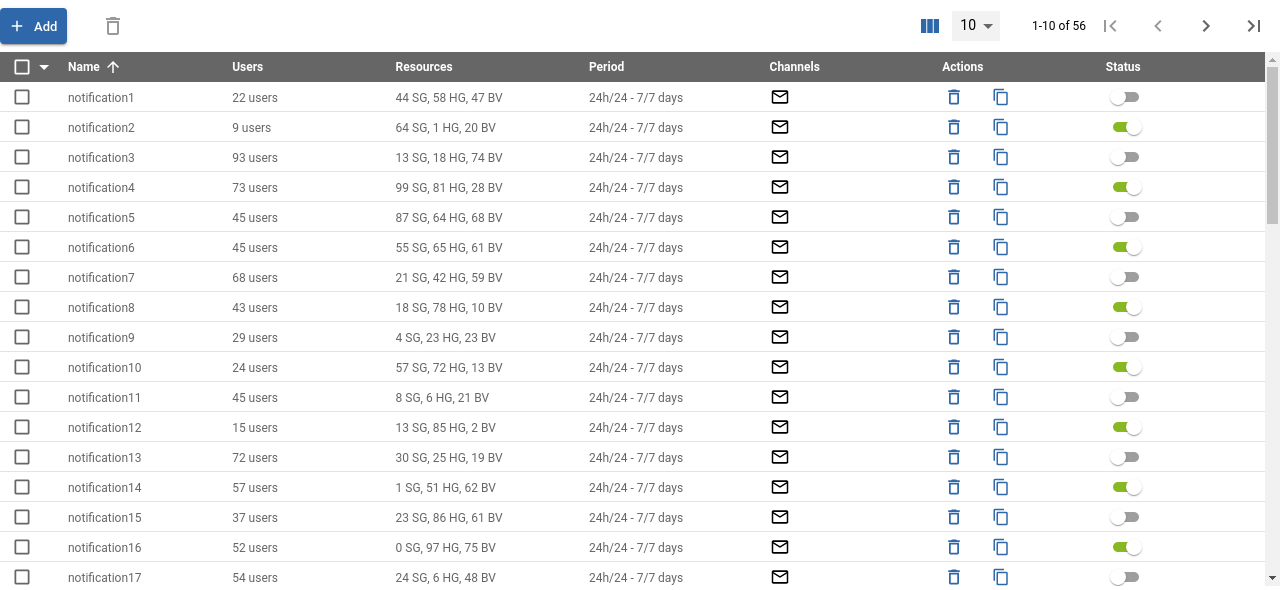 Add 10 1-10 of 56
Name Users Resources Period Channels Actions Status
notification1 22 users 44 SG, 58 HG, 47 BV 24h/24 - 7/7 days
notification2 9 users 64 SG, 1 HG, 20 BV 24h/24 - 7/7 days
notification3 93 users 13 SG, 18 HG, 74 BV 24h/24 - 7/7 days
notification4 73 users 99 SG, 81 HG, 28 BV 24h/24 - 7/7 days
notification5 45 users 87 SG, 64 HG, 68 BV 24h/24 - 7/7 days
notification6 45 users 55 SG, 65 HG, 61 BV 24h/24 - 7/7 days
notification7 68 users 21 SG, 42 HG, 59 BV 24h/24 - 7/7 days
notification8 43 users 18 SG, 78 HG, 10 BV 24h/24 - 7/7 days
notification9 29 users 4 SG, 23 HG, 23 BV 24h/24 - 7/7 days
notification10 24 users 57 SG, 72 HG, 13 BV 24h/24 - 7/7 days
notification11 45 users 8 SG, 6 HG, 21 BV 24h/24 - 7/7 days
notification12 15 users 13 SG, 85 HG, 2 BV 24h/24 - 7/7 days
notification13 72 users 30 SG, 25 HG, 19 BV 24h/24 - 7/7 days
notification14 57 users 1 SG, 51 HG, 62 BV 24h/24 - 7/7 days
notification15 37 users 23 SG, 86 HG, 61 BV 24h/24 - 7/7 days
notification16 52 users 0 SG, 97 HG, 75 BV 24h/24 - 7/7 days
notification17 54 users 24 SG, 6 HG, 48 BV 24h/24 - 7/7 days